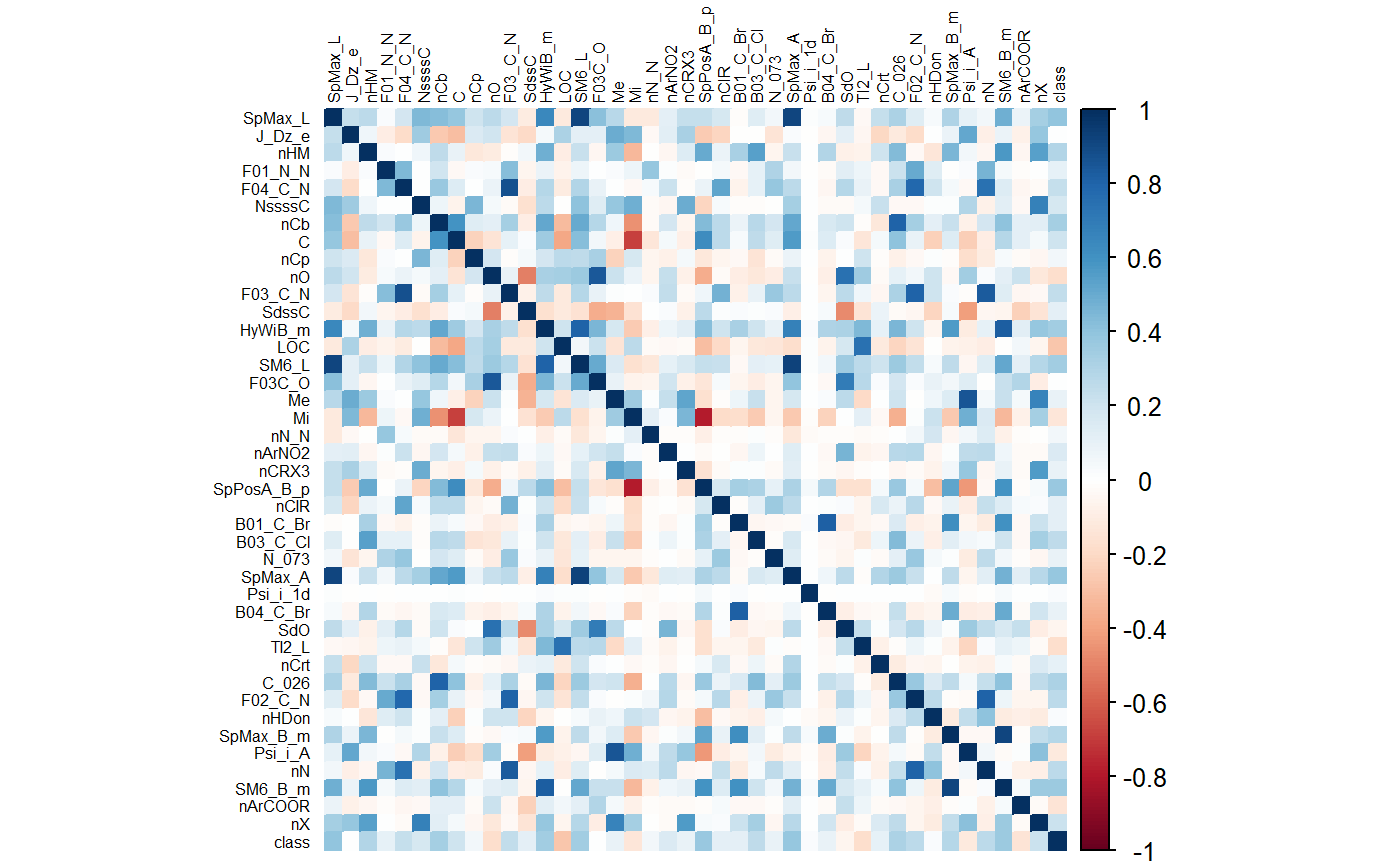 SpMax_L
J_Dz_e
nHM
F01_N_N
F04_C_N
NssssC
nCb
C
nCp
nO
F03_C_N
SdssC
HyWiB_m
LOC
SM6_L
F03C_O
Me
Mi
nN_N
nArNO2
nCRX3
SpPosA_B_p
nCIR
B01_C_Br
B03_C_Cl
N_073
SpMax_A
Psi_i_1d
B04_C_Br
SdO
TI2_L
nCrt
C_026
F02_C_N
nHDon
SpMax_B_m
Psi_i_A
nN
SM6_B_m
nArCOOR
nX
class
SpMax_L
J_Dz_e
nHM
F01_N_N
F04_C_N
NssssC
nCb
C
nCp
nO
F03_C_N
SdssC
HyWiB_m
LOC
SM6_L
F03C_O
Me
Mi
nN_N
nArNO2
nCRX3
SpPosA_B_p
nCIR
B01_C_Br
B03_C_Cl
N_073
SpMax_A
Psi_i_1d
B04_C_Br
SdO
TI2_L
nCrt
C_026
F02_C_N
nHDon
SpMax_B_m
Psi_i_A
nN
SM6_B_m
nArCOOR
nX
class
1
0.8
0.6
0.4
0.2
0
-0.2
-0.4
-0.6
-0.8
-1